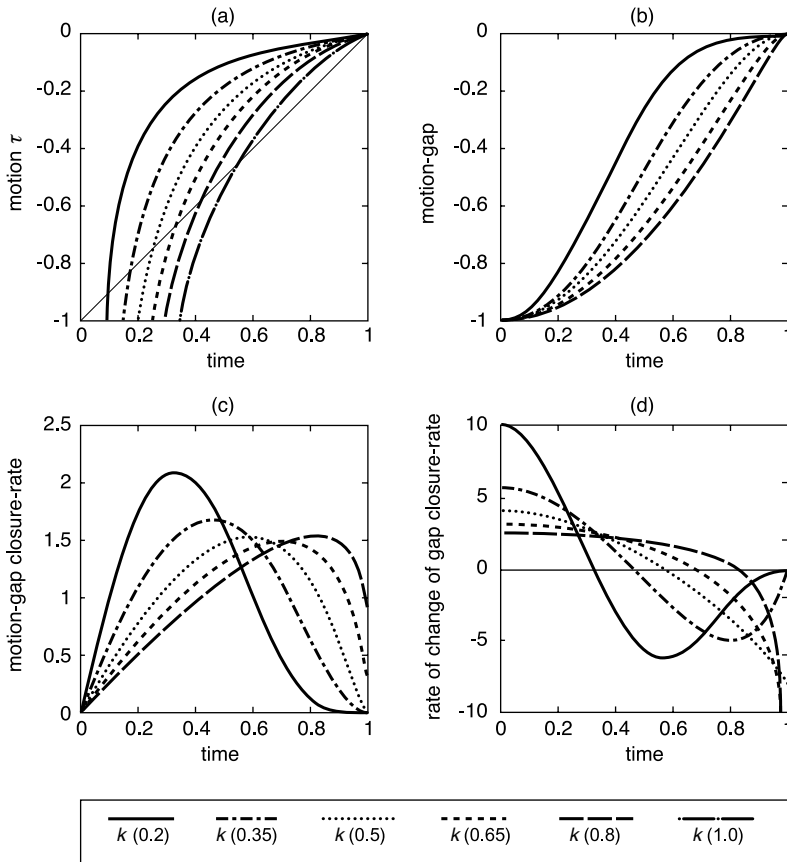 (a)
0
-0.2
-0.4
-0.6
-0.8
-1
motion τ
0 0.2 0.4 0.6 0.8 1
time
(b)
0
-0.2
-0.4
-0.6
-0.8
-1
motion-gap
0 0.2 0.4 0.6 0.8 1
time
(c)
2.5
2
1.5
1
0.5
0
motion-gap closure-rate
0 0.2 0.4 0.6 0.8 1
time
(d)
10
5
0
-5
-10
rate of change of gap closure-rate
0 0.2 0.4 0.6 0.8 1
time
k (0.2) k (0.35) k (0.5) k (0.65) k (0.8) k (1.0)